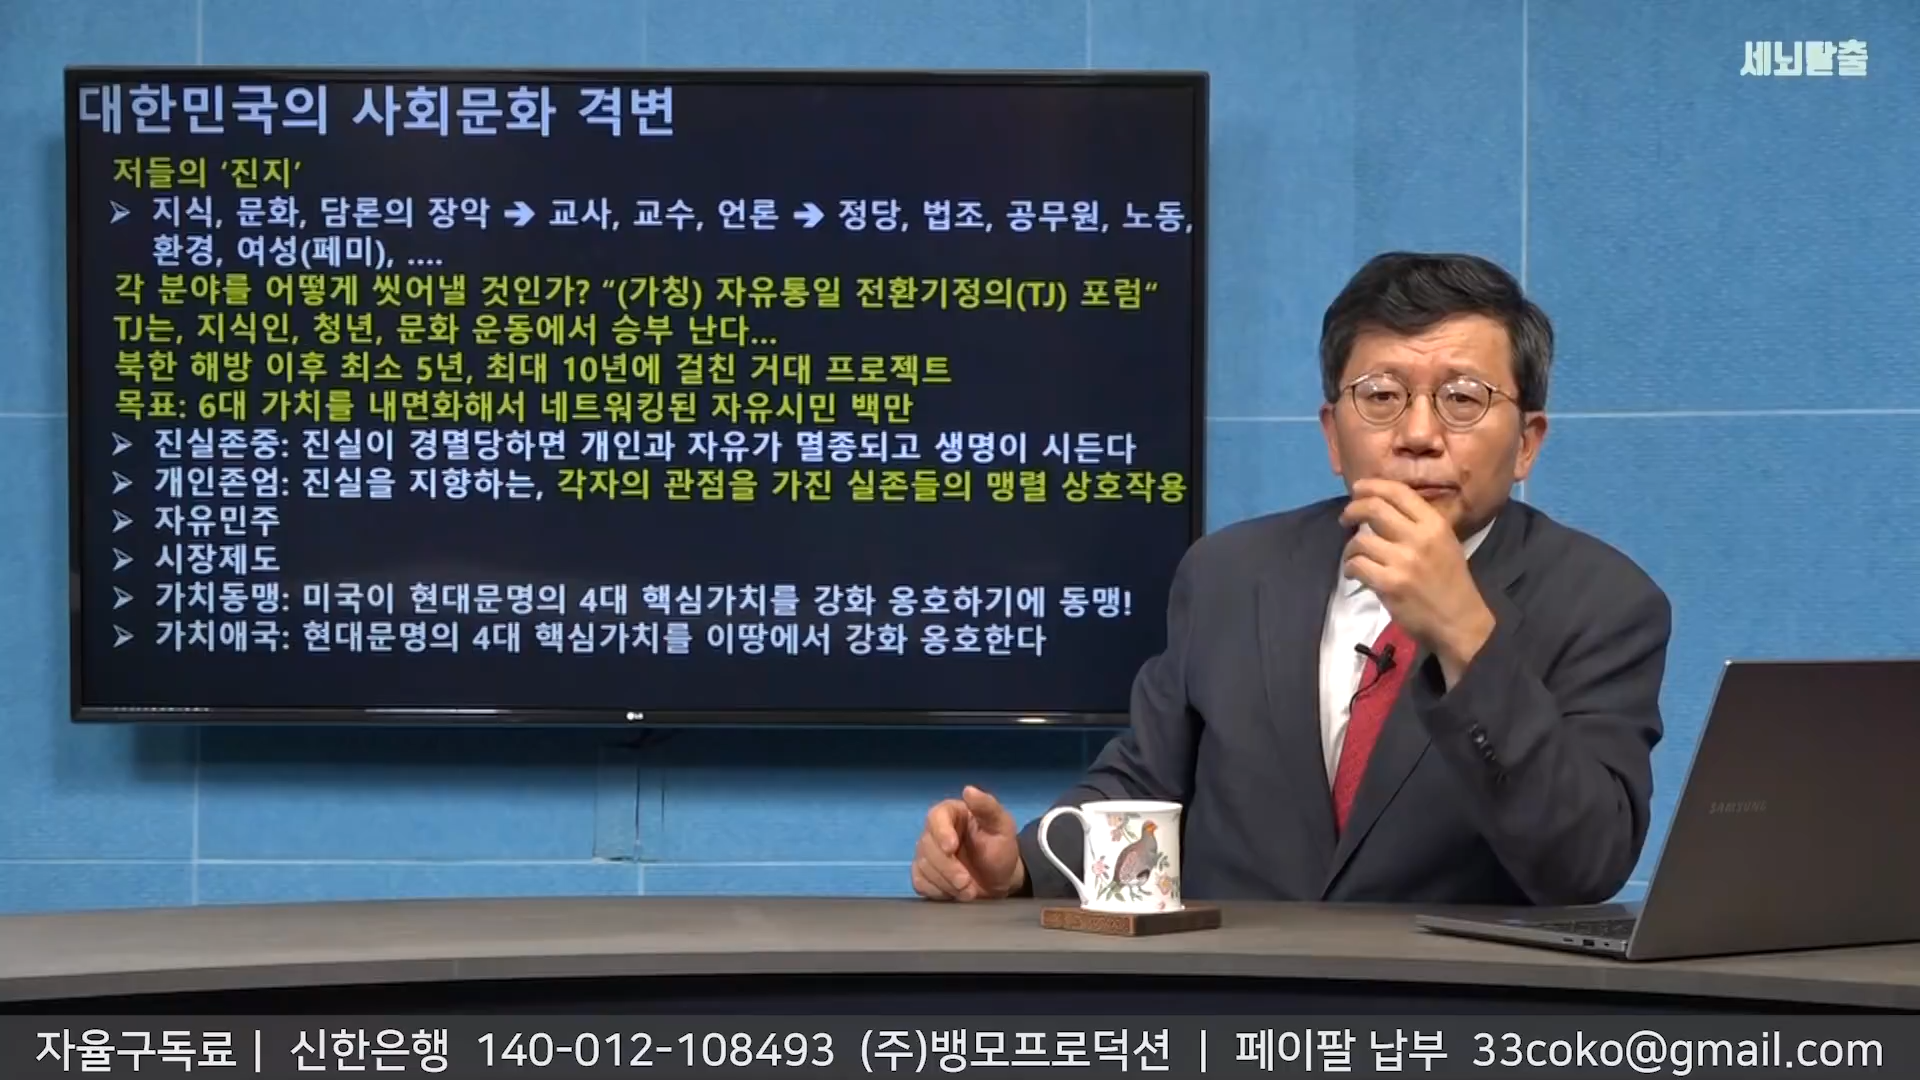 세뇌탈출
대한민국의 사회문화 격변
저들의 ‘진지’
➢ 지식, 문화, 담론의 장악 ➔ 교사, 교수, 언론 ➔ 정당, 법조, 공무원, 노동,
환경, 여성(페미), ....
각 분야를 어떻게 씻어낼 것인가? “(가칭) 자유통일 전환기정의(TJ) 포럼“
TJ는, 지식인, 청년, 문화 운동에서 승부 난다...
북한 해방 이후 최소 5년, 최대 10년에 걸친 거대 프로젝트
목표: 6대 가치를 내면화해서 네트워킹된 자유시민 백만
➢ 진실존중: 진실이 경멸당하면 개인과 자유가 멸종되고 생명이 시든다
➢ 개인존엄: 진실을 지향하는, 각자의 관점을 가진 실존들의 맹렬 상호작용
➢ 자유민주
➢ 시장제도
➢ 가치동맹: 미국이 현대문명의 4대 핵심가치를 강화 옹호하기에 동맹!
➢ 가치애국: 현대문명의 4대 핵심가치를 이땅에서 강화 옹호한다
LG
SAMSUNG
자율구독료 | 신한은행 140-012-108493 (주)뱅모프로덕션 | 페이팔 납부 33coko@gmail.com